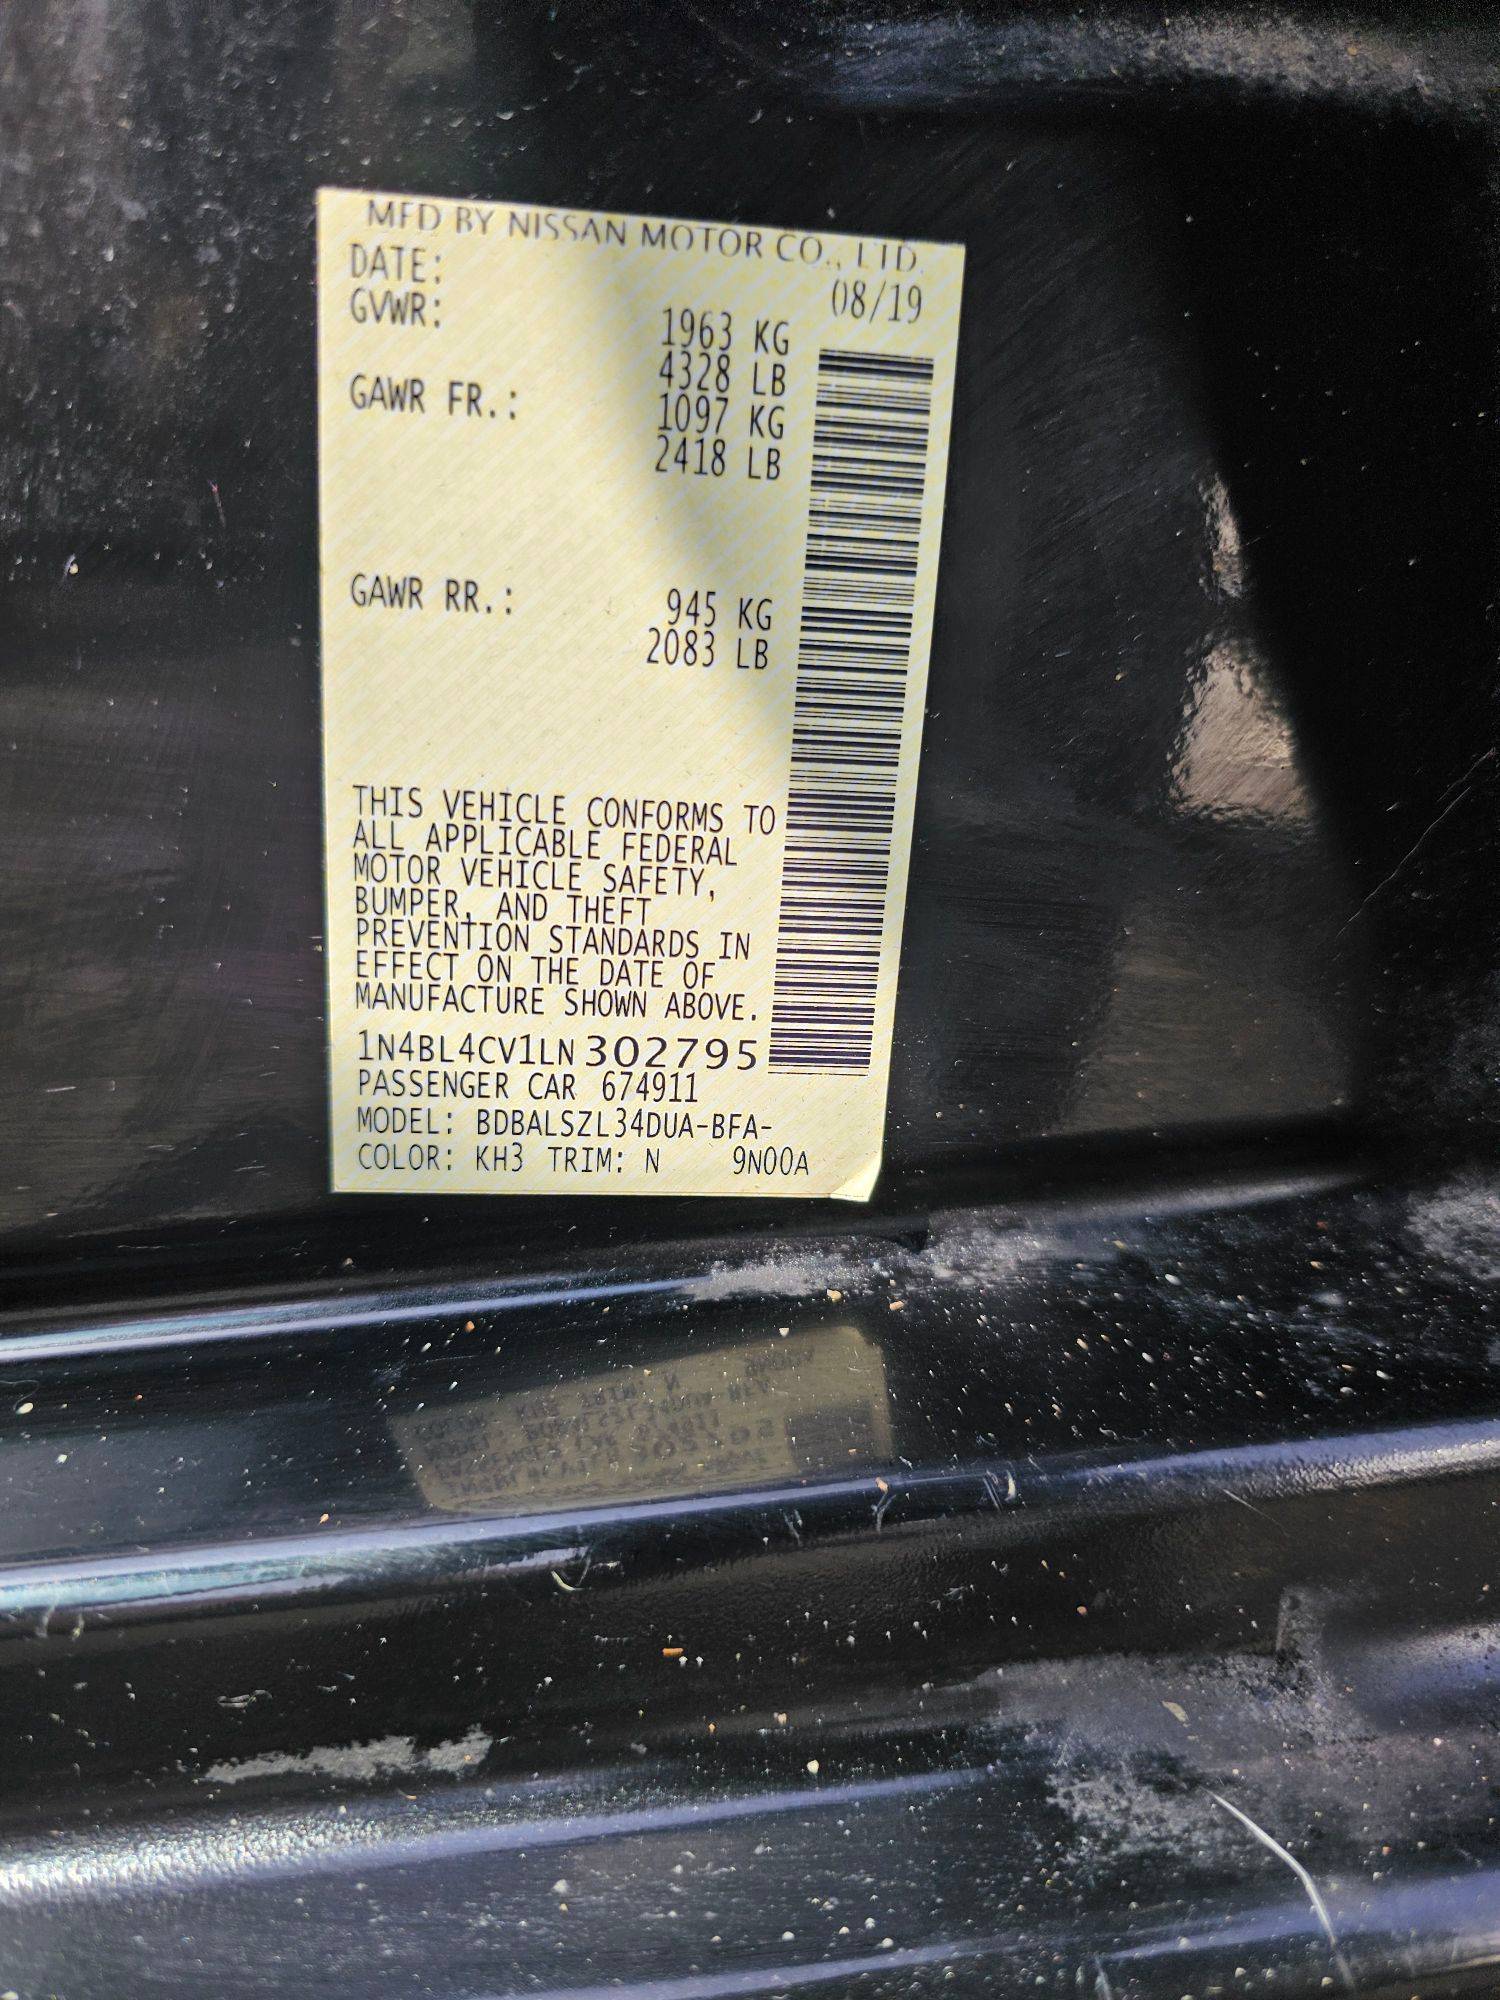 MFD BY NISSAN MOTOR CO., LTD.
DATE: 08/19
GVWR: 1963 KG
4328 LB
GAWR FR.: 1097 KG
2418 LB
GAWR RR.: 945 KG
2083 LB
THIS VEHICLE CONFORMS TO
ALL APPLICABLE FEDERAL
MOTOR VEHICLE SAFETY,
BUMPER, AND THEFT
PREVENTION STANDARDS IN
EFFECT ON THE DATE OF
MANUFACTURE SHOWN ABOVE.
1N4BL4CV1LN302795
PASSENGER CAR 674911
MODEL: BDBALSZL34DUA-BFA-
COLOR: KH3 TRIM: N 9N00A